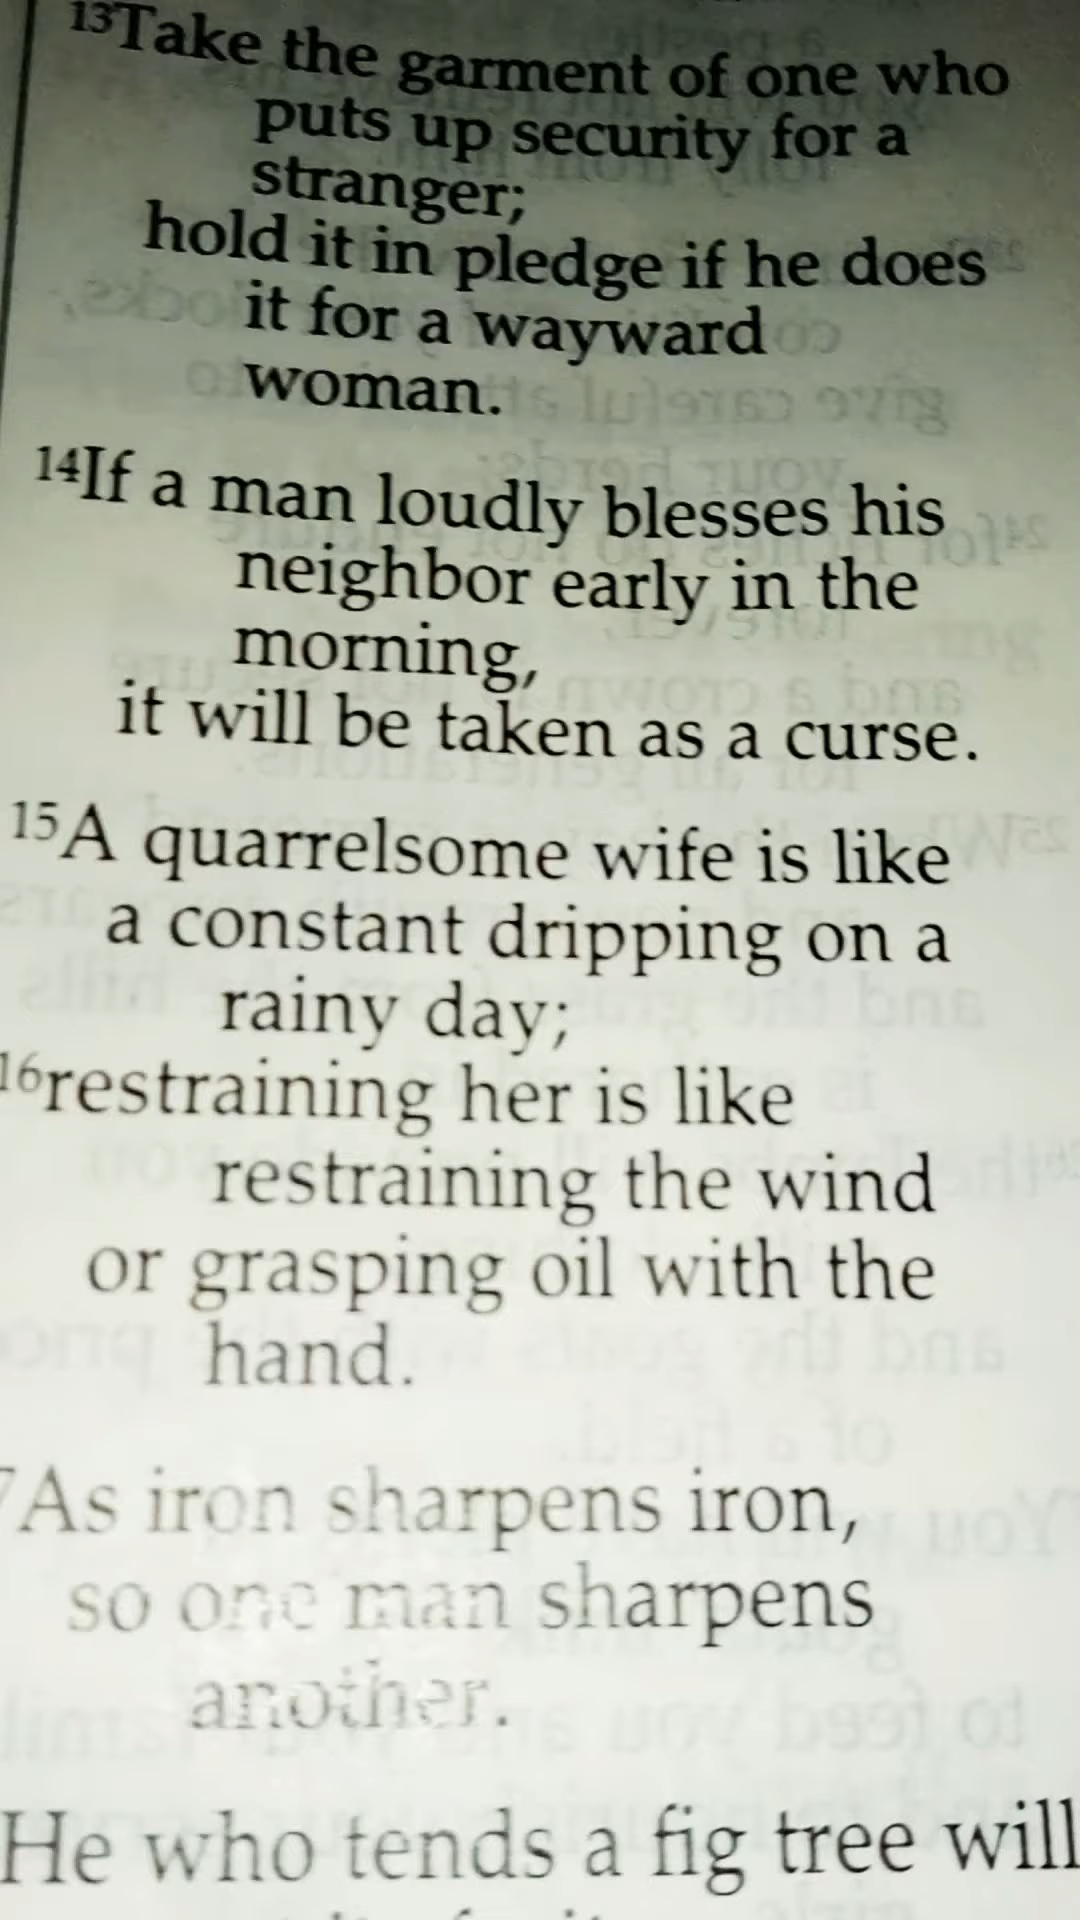 13Take the garment of one who
puts up security for a
stranger;
hold it in pledge if he does
it for a wayward
woman.
14If a man loudly blesses his
neighbor early in the
morning,
it will be taken as a curse.
15A quarrelsome wife is like
a constant dripping on a
rainy day;
16restraining her is like
restraining the wind
or grasping oil with the
hand.
7As iron sharpens iron,
so one man sharpens
another.
He who tends a fig tree will